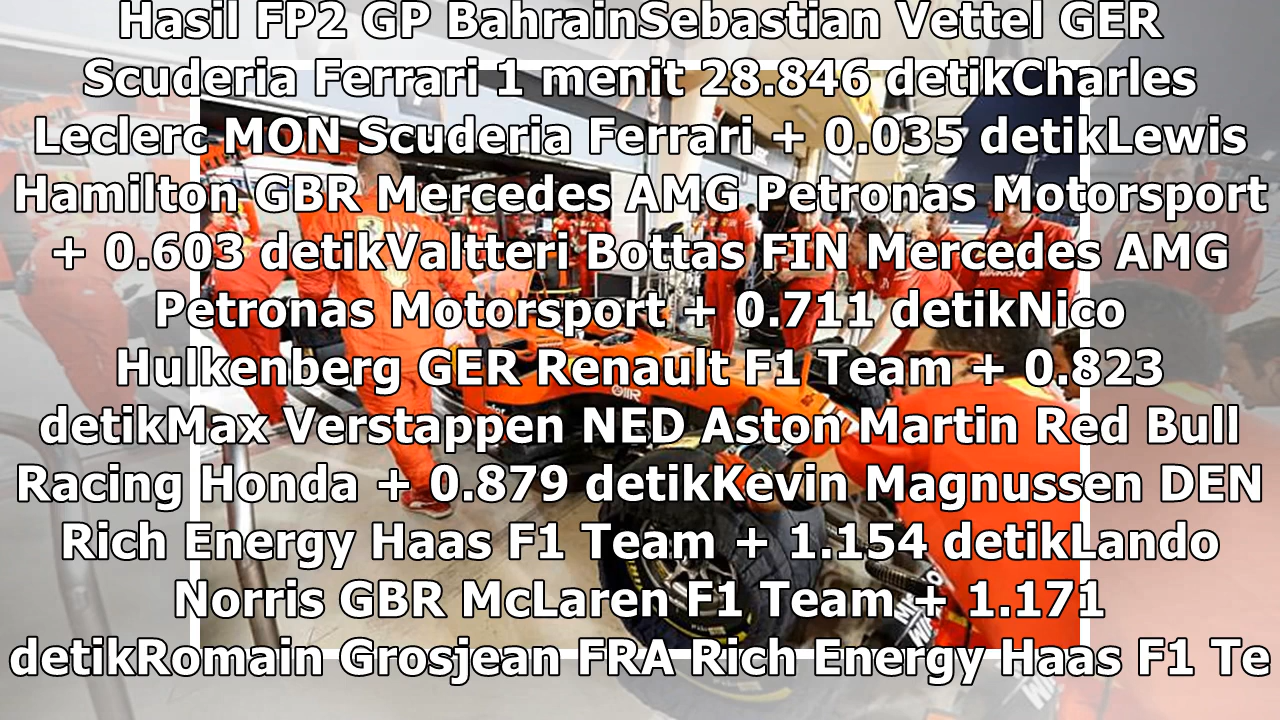 Hasil FP2 GP BahrainSebastian Vettel GER
Scuderia Ferrari 1 menit 28.846 detikCharles
Leclerc MON Scuderia Ferrari + 0.035 detikLewis
Hamilton GBR Mercedes AMG Petronas Motorsport
+ 0.603 detikValtteri Bottas FIN Mercedes AMG
Petronas Motorsport + 0.711 detikNico
Hulkenberg GER Renault F1 Team + 0.823
detikMax Verstappen NED Aston Martin Red Bull
Racing Honda + 0.879 detikKevin Magnussen DEN
Rich Energy Haas F1 Team + 1.154 detikLando
Norris GBR McLaren F1 Team + 1.171
detikRomain Grosjean FRA Rich Energy Haas F1 Te